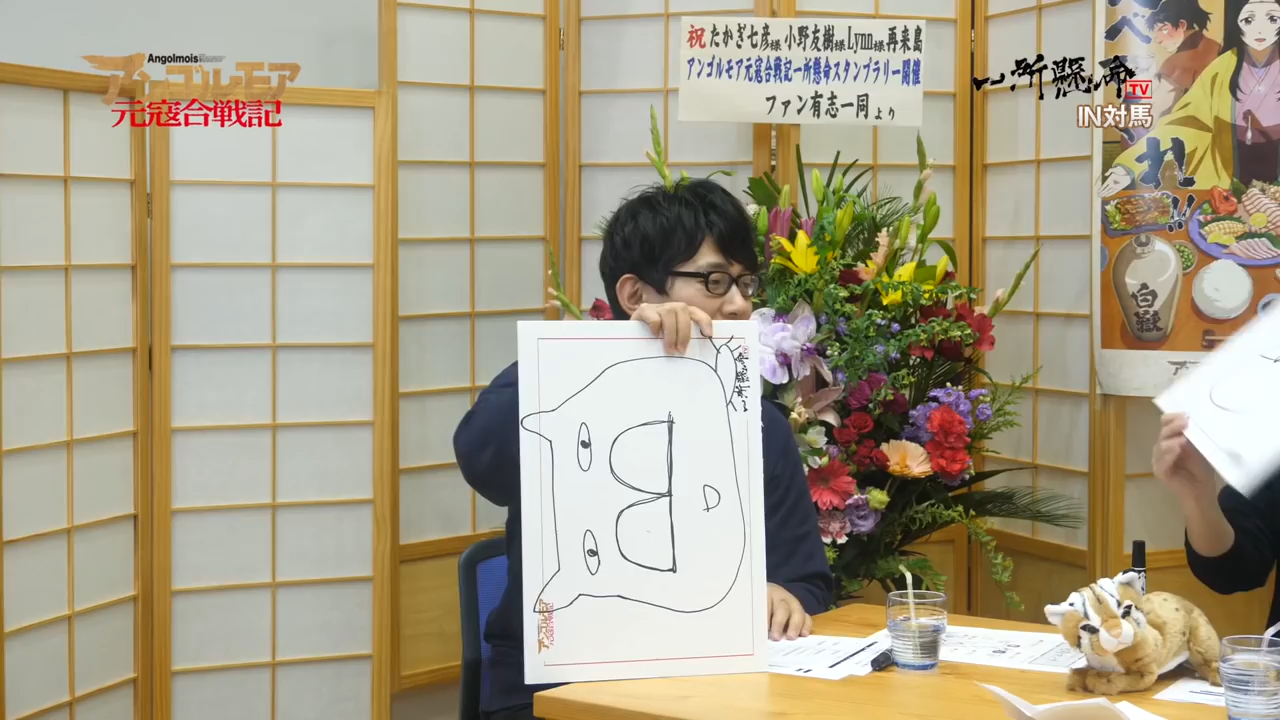 Angolmois
アンゴルモア
元寇合戦記
祝 たかぎ七彦様 小野友樹様 Lynn様 再来島
アンゴルモア元寇合戦記一所懸命スタンプラリー開催
ファン有志一同より
一所懸命
TV
IN対馬
れ!!
白嶽